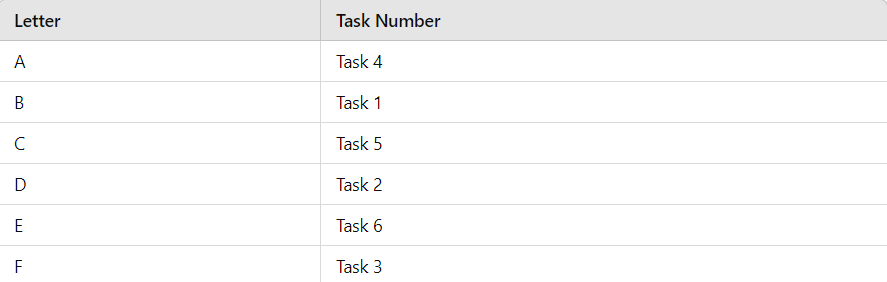 Letter Task Number
A Task 4
B Task 1
C Task 5
D Task 2
E Task 6
F Task 3